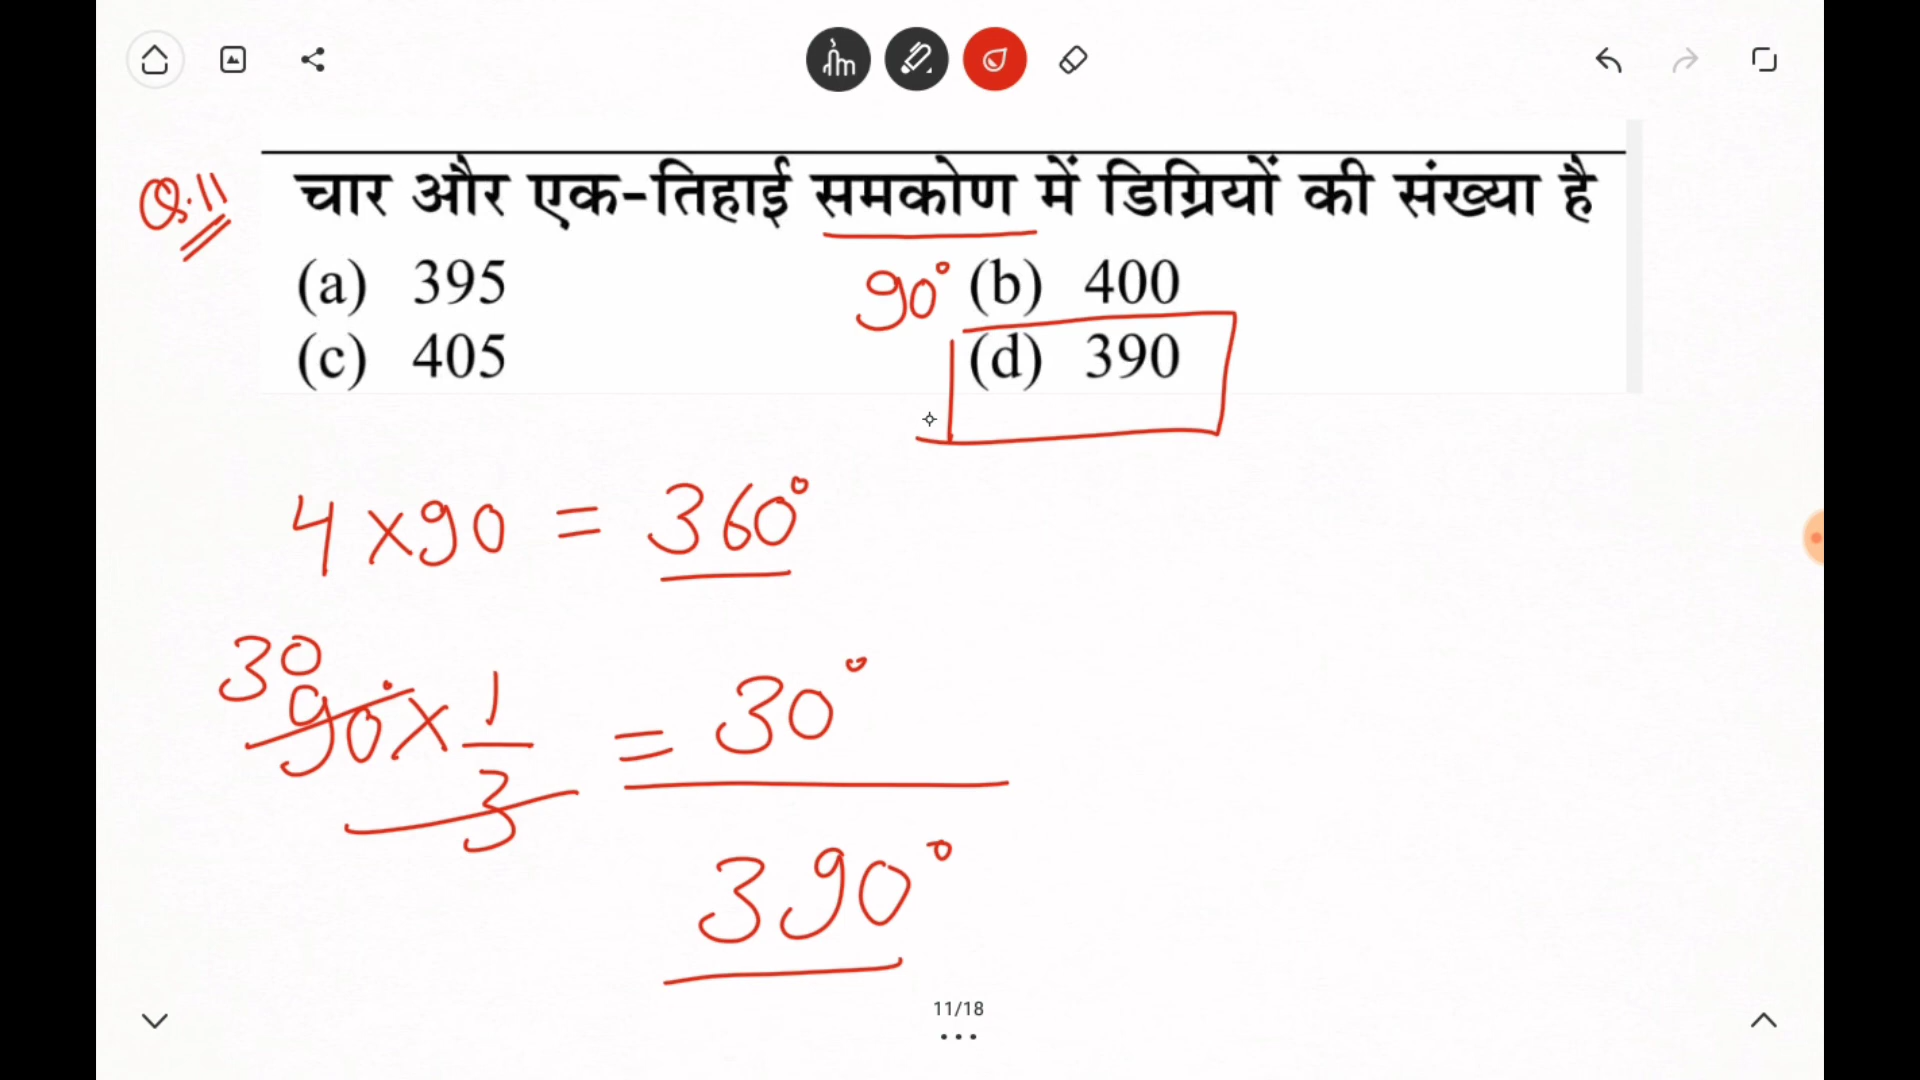 Q.11
चार और एक-तिहाई समकोण में डिग्रियों की संख्या है
(a) 395
90° (b) 400
(c) 405
(d) 390
4 × 90 = 360°
30
90 × 1/3 = 30°
390°
11/18